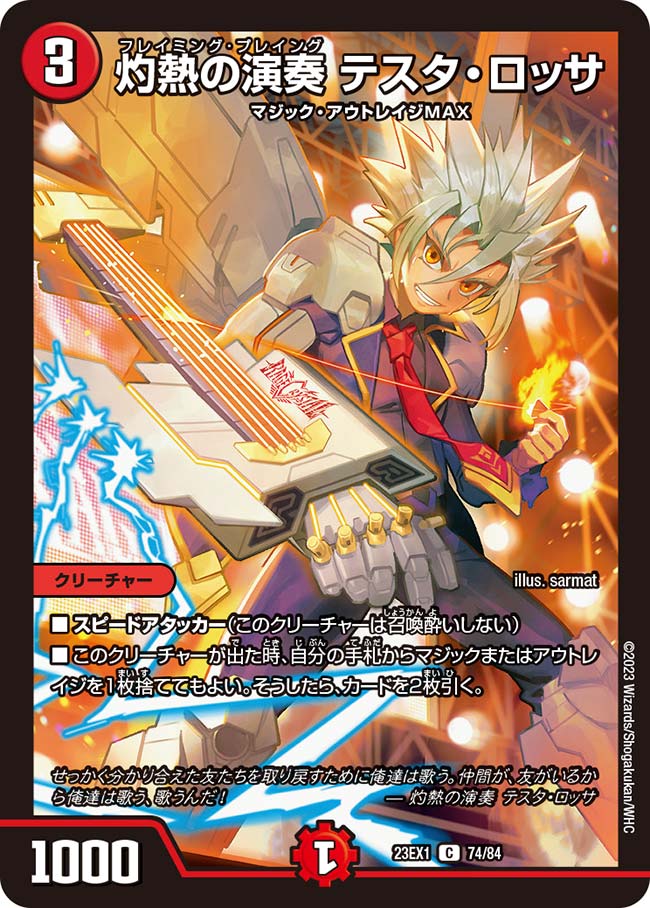 3
フレイミング・プレイング
灼熱の演奏 テスタ・ロッサ
マジック・アウトレイジMAX
クリーチャー
illus. sarmat
■ スピードアタッカー(このクリーチャーは召喚酔いしない)
■ このクリーチャーが出た時、自分の手札からマジックまたはアウトレ
イジを1枚捨ててもよい。そうしたら、カードを2枚引く。
せっかく分かり合えた友たちを取り戻すために俺達は歌う。仲間が、友がいるか
ら俺達は歌う、歌うんだ！ — 灼熱の演奏 テスタ・ロッサ
©2023 Wizards/Shogakukan/WHC
1000
1
23EX1 C 74/84